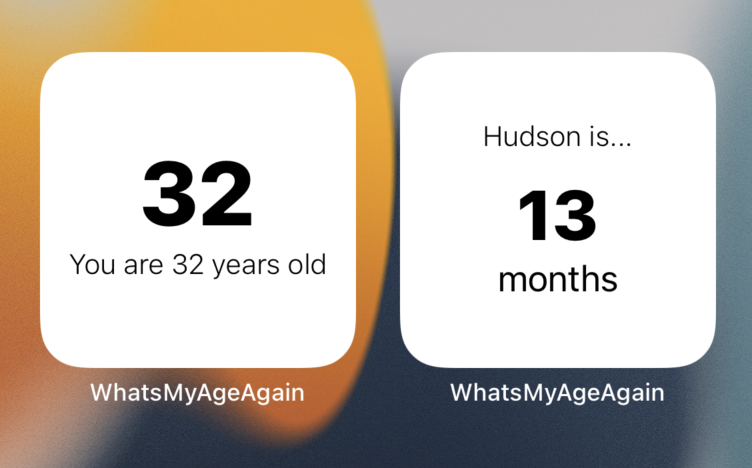 32
You are 32 years old
WhatsMyAgeAgain
Hudson is...
13
months
WhatsMyAgeAgain